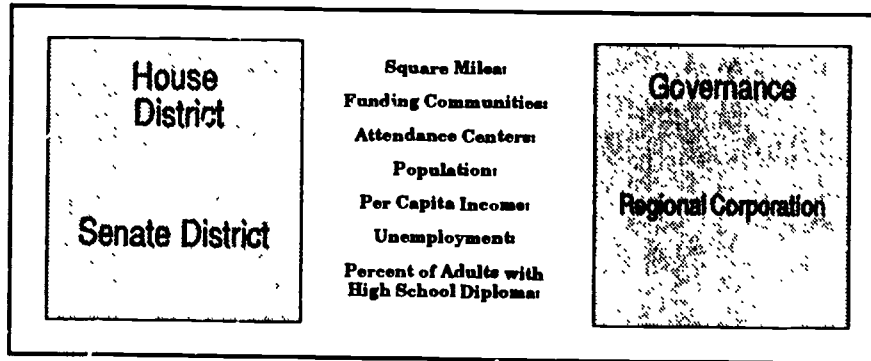 House
District
Senate District
Square Miles:
Funding Communities:
Attendance Centers:
Population:
Per Capita Income:
Unemployment:
Percent of Adults with
High School Diploma:
Governance
Regional Corporation